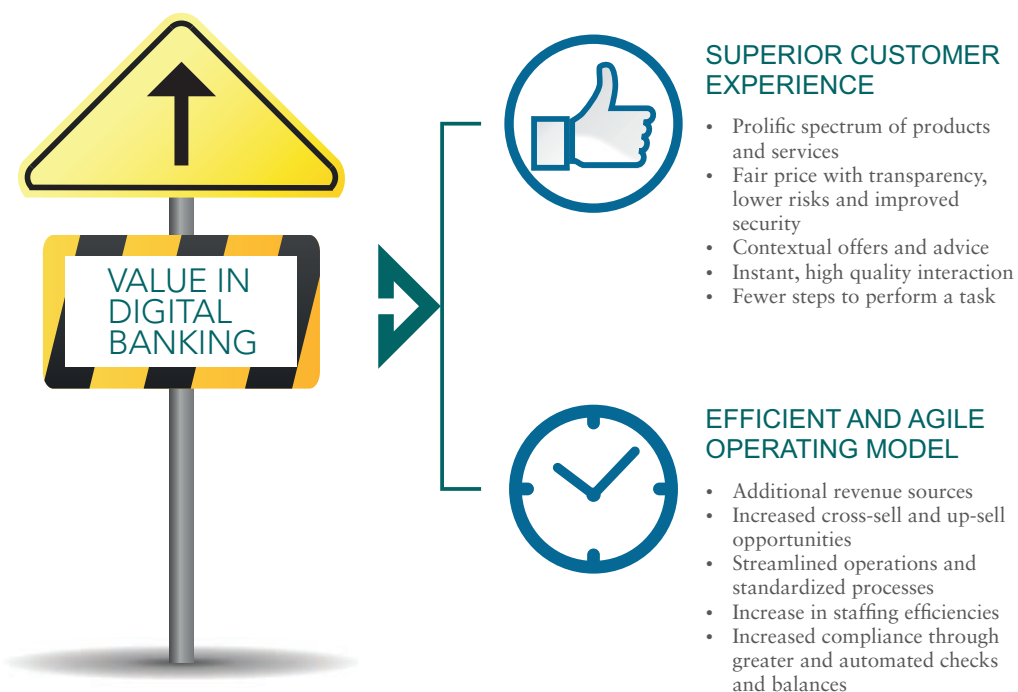 VALUE IN
DIGITAL
BANKING
SUPERIOR CUSTOMER
EXPERIENCE
• Prolific spectrum of products
and services
• Fair price with transparency,
lower risks and improved
security
• Contextual offers and advice
• Instant, high quality interaction
• Fewer steps to perform a task
EFFICIENT AND AGILE
OPERATING MODEL
• Additional revenue sources
• Increased cross-sell and up-sell
opportunities
• Streamlined operations and
standardized processes
• Increase in staffing efficiencies
• Increased compliance through
greater and automated checks
and balances